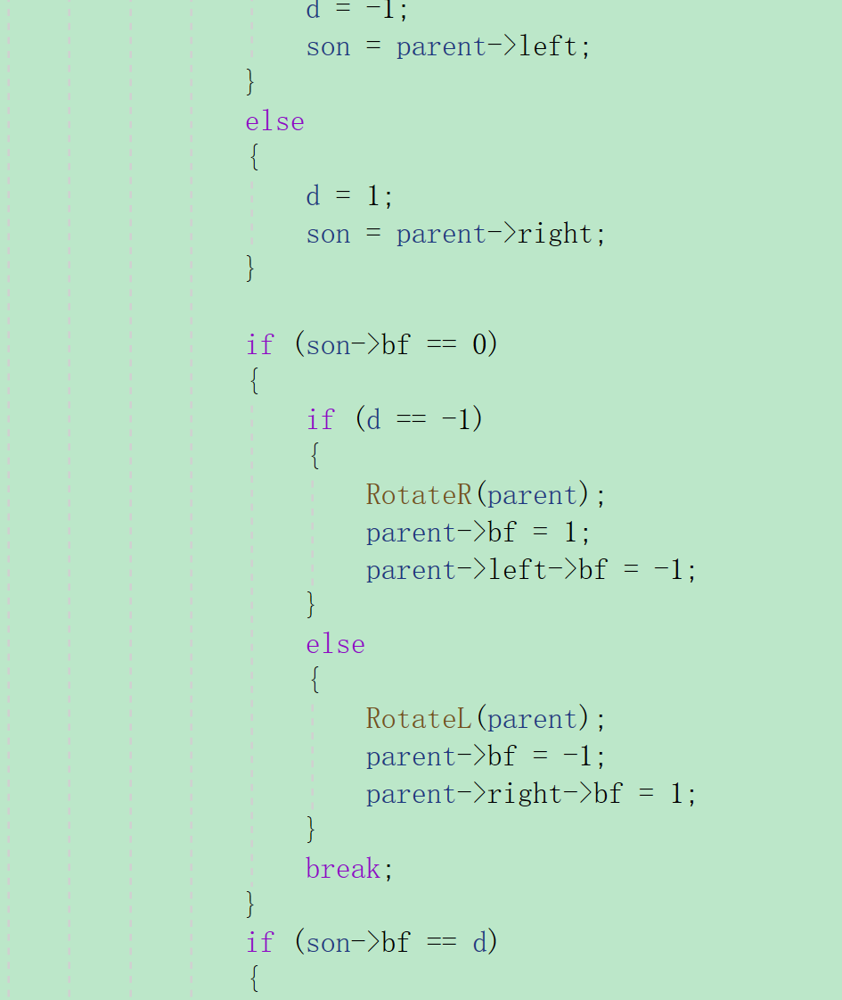 d = -1;
son = parent->left;
}
else
{
d = 1;
son = parent->right;
}
if (son->bf == 0)
{
if (d == -1)
{
RotateR(parent);
parent->bf = 1;
parent->left->bf = -1;
}
else
{
RotateL(parent);
parent->bf = -1;
parent->right->bf = 1;
}
break;
}
if (son->bf == d)
{